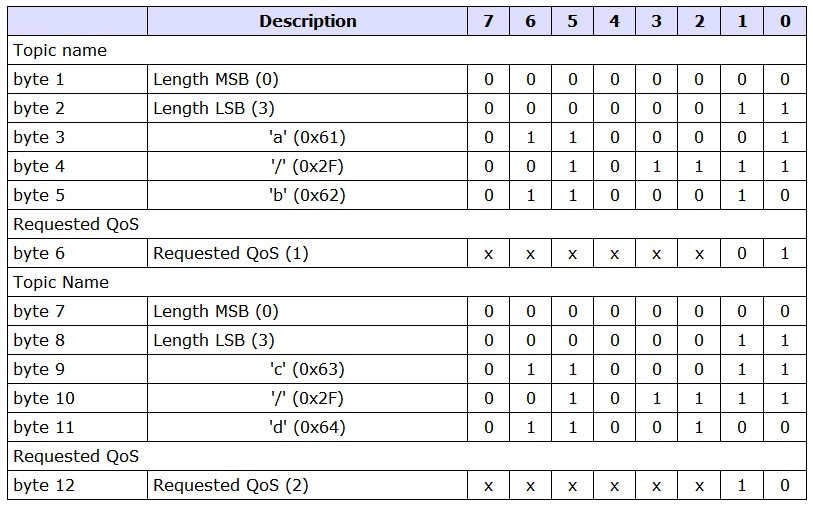 Description 7 6 5 4 3 2 1 0
Topic name
byte 1 Length MSB (0) 0 0 0 0 0 0 0 0
byte 2 Length LSB (3) 0 0 0 0 0 0 1 1
byte 3 'a' (0x61) 0 1 1 0 0 0 0 1
byte 4 '/' (0x2F) 0 0 1 0 1 1 1 1
byte 5 'b' (0x62) 0 1 1 0 0 0 1 0
Requested QoS
byte 6 Requested QoS (1) x x x x x x 0 1
Topic Name
byte 7 Length MSB (0) 0 0 0 0 0 0 0 0
byte 8 Length LSB (3) 0 0 0 0 0 0 1 1
byte 9 'c' (0x63) 0 1 1 0 0 0 1 1
byte 10 '/' (0x2F) 0 0 1 0 1 1 1 1
byte 11 'd' (0x64) 0 1 1 0 0 1 0 0
Requested QoS
byte 12 Requested QoS (2) x x x x x x 1 0